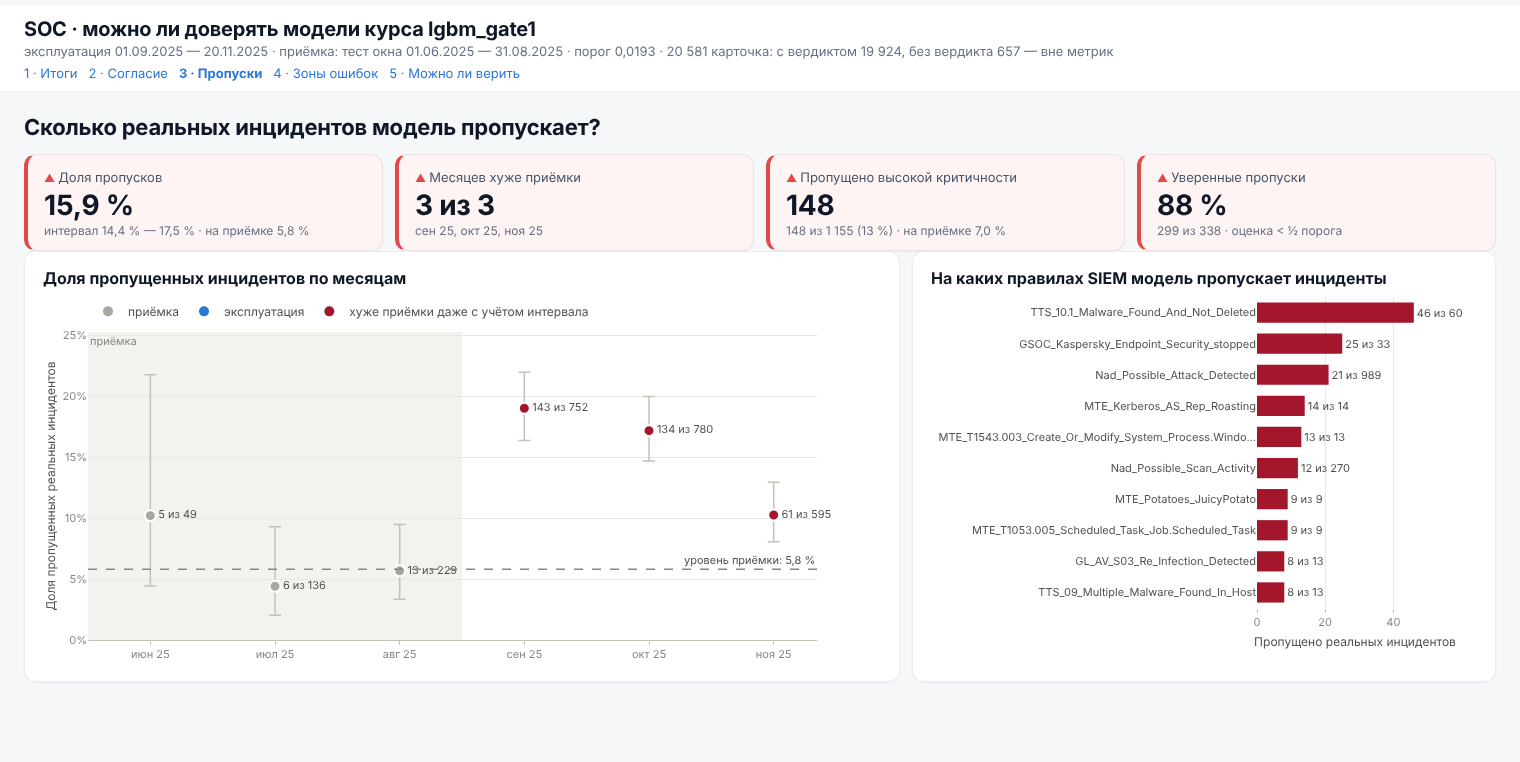 SOC · можно ли доверять модели курса lgbm_gate1
эксплуатация 01.09.2025 — 20.11.2025 · приёмка: тест окна 01.06.2025 — 31.08.2025 · порог 0,0193 · 20 581 карточка: с вердиктом 19 924, без вердикта 657 — вне метрик
1 · Итоги 2 · Согласие 3 · Пропуски 4 · Зоны ошибок 5 · Можно ли верить
Сколько реальных инцидентов модель пропускает?
▲ Доля пропусков
15,9 %
интервал 14,4 % — 17,5 % · на приёмке 5,8 %
▲ Месяцев хуже приёмки
3 из 3
сен 25, окт 25, ноя 25
▲ Пропущено высокой критичности
148
148 из 1 155 (13 %) · на приёмке 7,0 %
▲ Уверенные пропуски
88 %
299 из 338 · оценка < ½ порога
Доля пропущенных инцидентов по месяцам
приёмка эксплуатация хуже приёмки даже с учётом интервала
Доля пропущенных реальных инцидентов
25%
20%
15%
10%
5%
0%
приёмка
5 из 49
6 из 136
13 из 229
143 из 752
134 из 780
61 из 595
уровень приёмки: 5,8 %
июн 25 июл 25 авг 25 сен 25 окт 25 ноя 25
На каких правилах SIEM модель пропускает инциденты
TTS_10.1_Malware_Found_And_Not_Deleted 46 из 60
GSOC_Kaspersky_Endpoint_Security_stopped 25 из 33
Nad_Possible_Attack_Detected 21 из 989
MTE_Kerberos_AS_Rep_Roasting 14 из 14
MTE_T1543.003_Create_Or_Modify_System_Process.Windo... 13 из 13
Nad_Possible_Scan_Activity 12 из 270
MTE_Potatoes_JuicyPotato 9 из 9
MTE_T1053.005_Scheduled_Task_Job.Scheduled_Task 9 из 9
GL_AV_S03_Re_Infection_Detected 8 из 13
TTS_09_Multiple_Malware_Found_In_Host 8 из 13
0 20 40
Пропущено реальных инцидентов